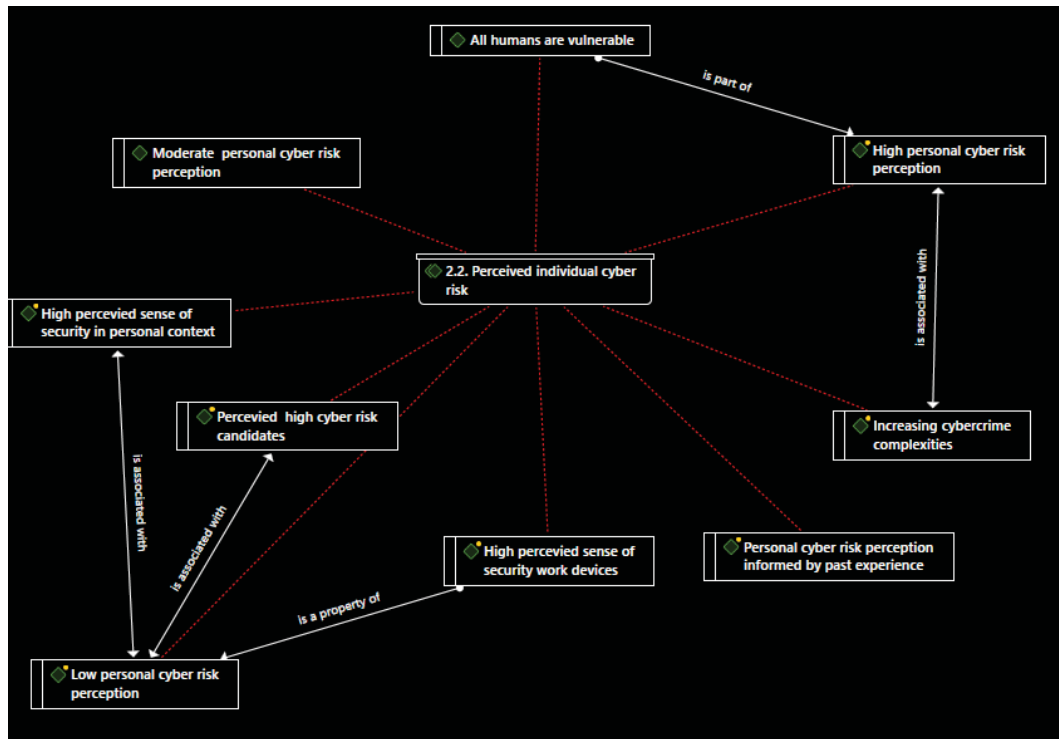 All humans are vulnerable
is part of
Moderate  personal cyber risk
perception
High personal cyber risk
perception
2.2. Perceived individual cyber
risk
is associated with
High percevied sense of
security in personal context
Percevied  high cyber risk
candidates
Increasing cybercrime
complexities
is associated with
is associated with
High percevied sense of
security work devices
Personal cyber risk perception
informed by past experience
is a property of
Low personal cyber risk
perception